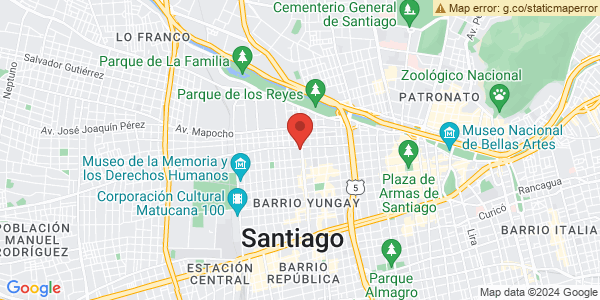 Cementerio General
de Santiago
Map error: g.co/staticmaperror
LO FRANCO
Av. P
Neptuno
Salvador Gutiérrez
Parque de La Familia
Zoológico Nacional
Parque de los Reyes
PATRONATO
Av. José Joaquín Pérez
Av. Mapocho
Museo Nacional
de Bellas Artes
Museo de la Memoria y
los Derechos Humanos
Plaza de
Armas de
Santiago
5
Rancagua
Corporación Cultural
Matucana 100
BARRIO YUNGAY
Curicó
Lira
BARRIO ITALIA
POBLACIÓN
MANUEL
RODRÍGUEZ
Santiago
ESTACIÓN
CENTRAL
BARRIO
REPÚBLICA
Parque
Almagro
Google
Map data ©2024 Google